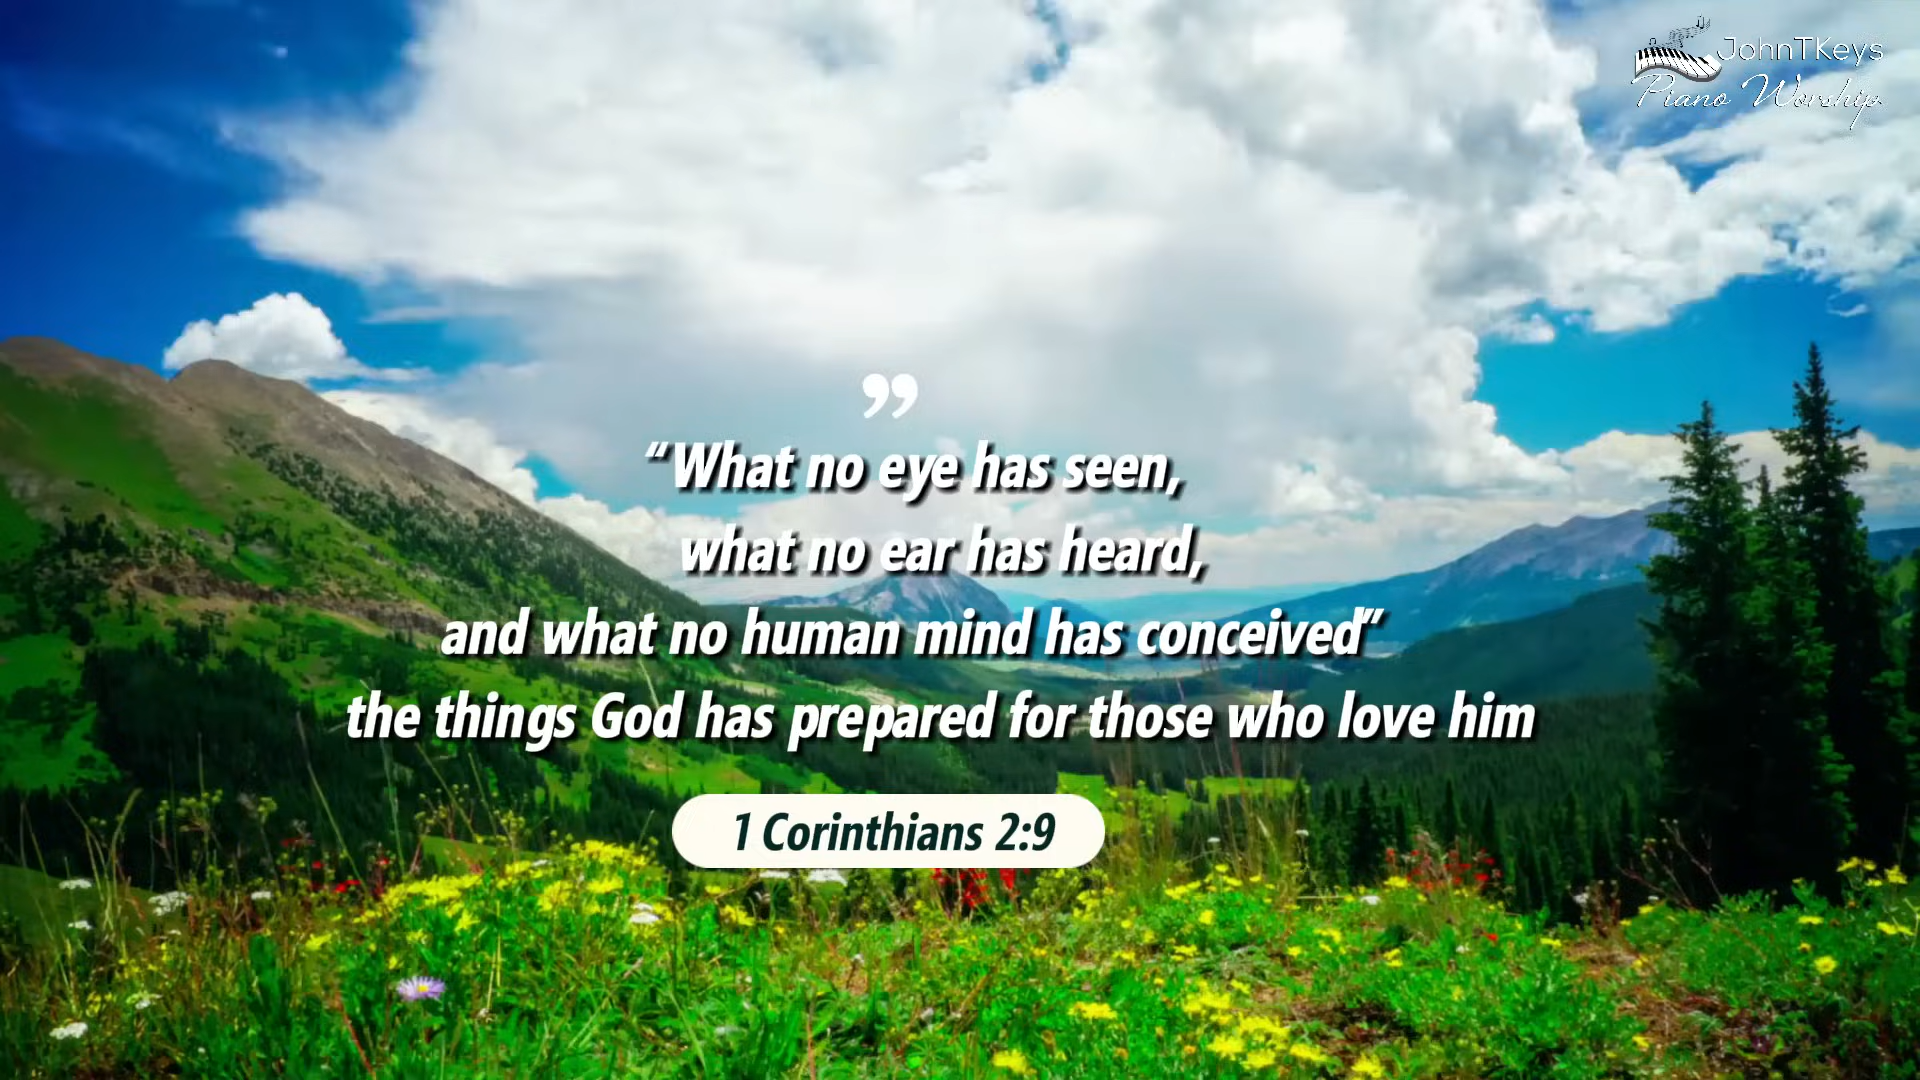 JohnTKeys
Piano Worship
”
“What no eye has seen,
what no ear has heard,
and what no human mind has conceived”
the things God has prepared for those who love him
1 Corinthians 2:9